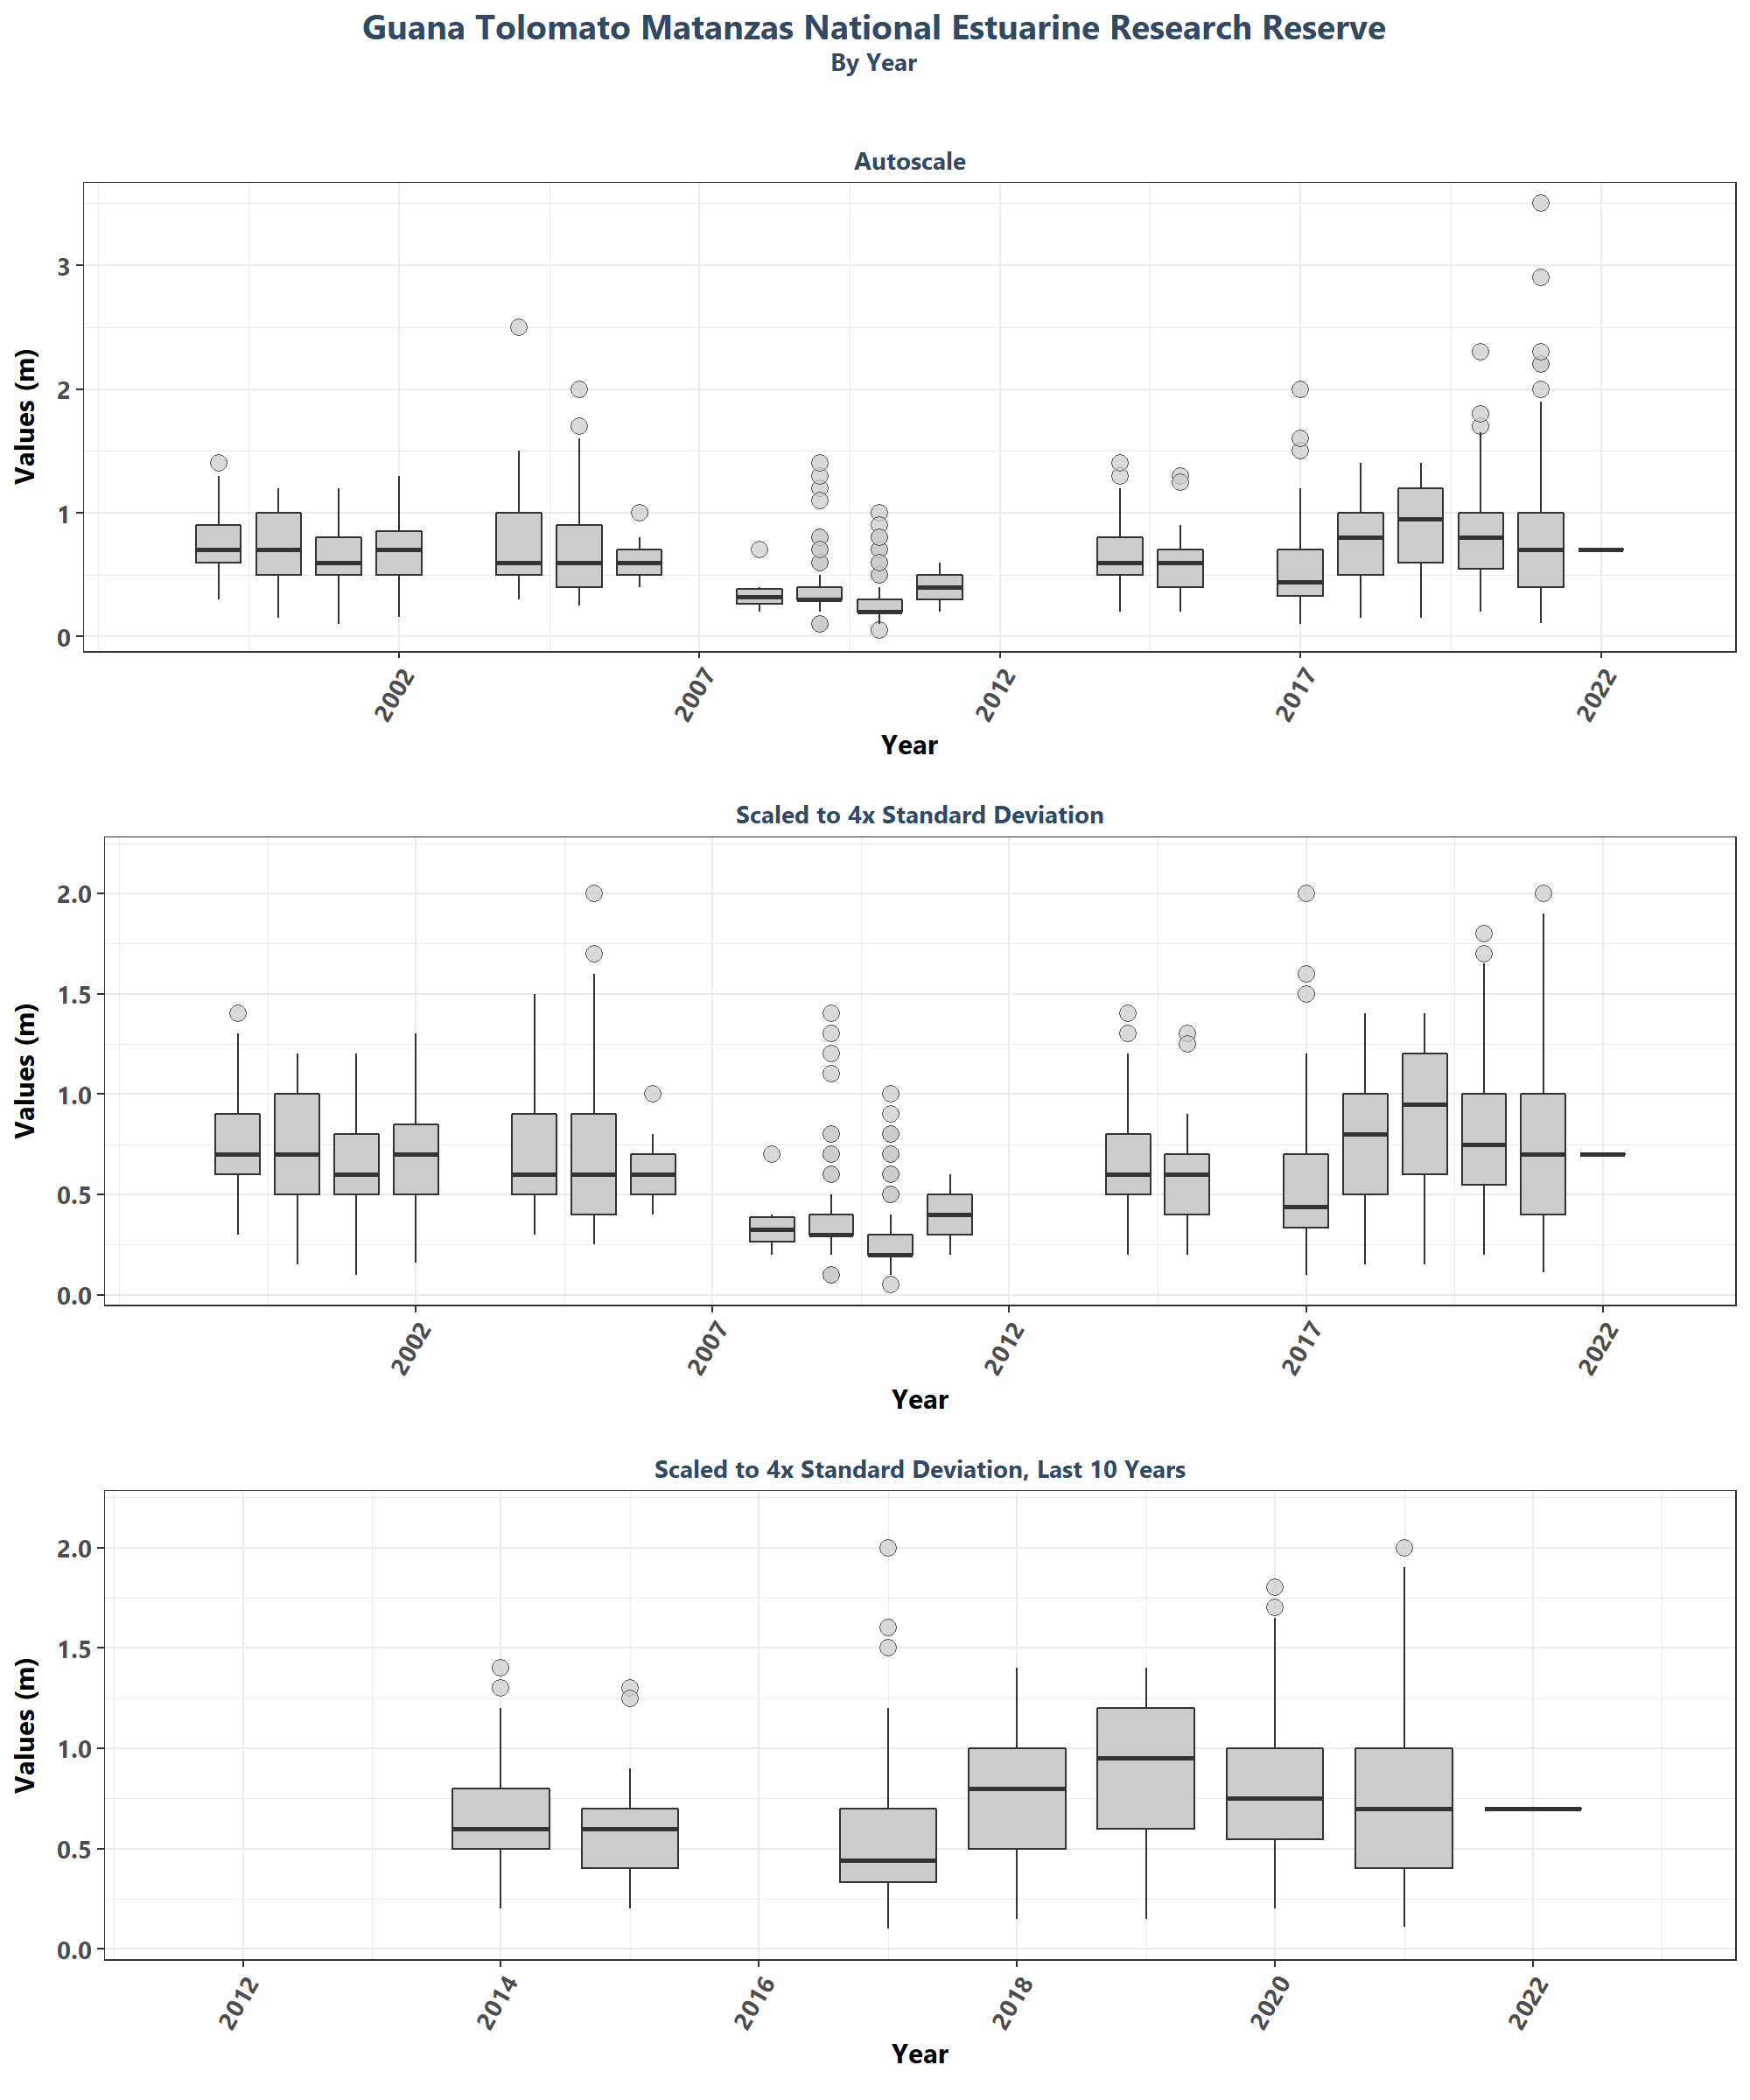 Guana Tolomato Matanzas National Estuarine Research Reserve
By Year
Autoscale
Values (m)
3
2
1
0
2002 2007 2012 2017 2022
Year
Scaled to 4x Standard Deviation
Values (m)
2.0
1.5
1.0
0.5
0.0
2002 2007 2012 2017 2022
Year
Scaled to 4x Standard Deviation, Last 10 Years
Values (m)
2.0
1.5
1.0
0.5
0.0
2012 2014 2016 2018 2020 2022
Year